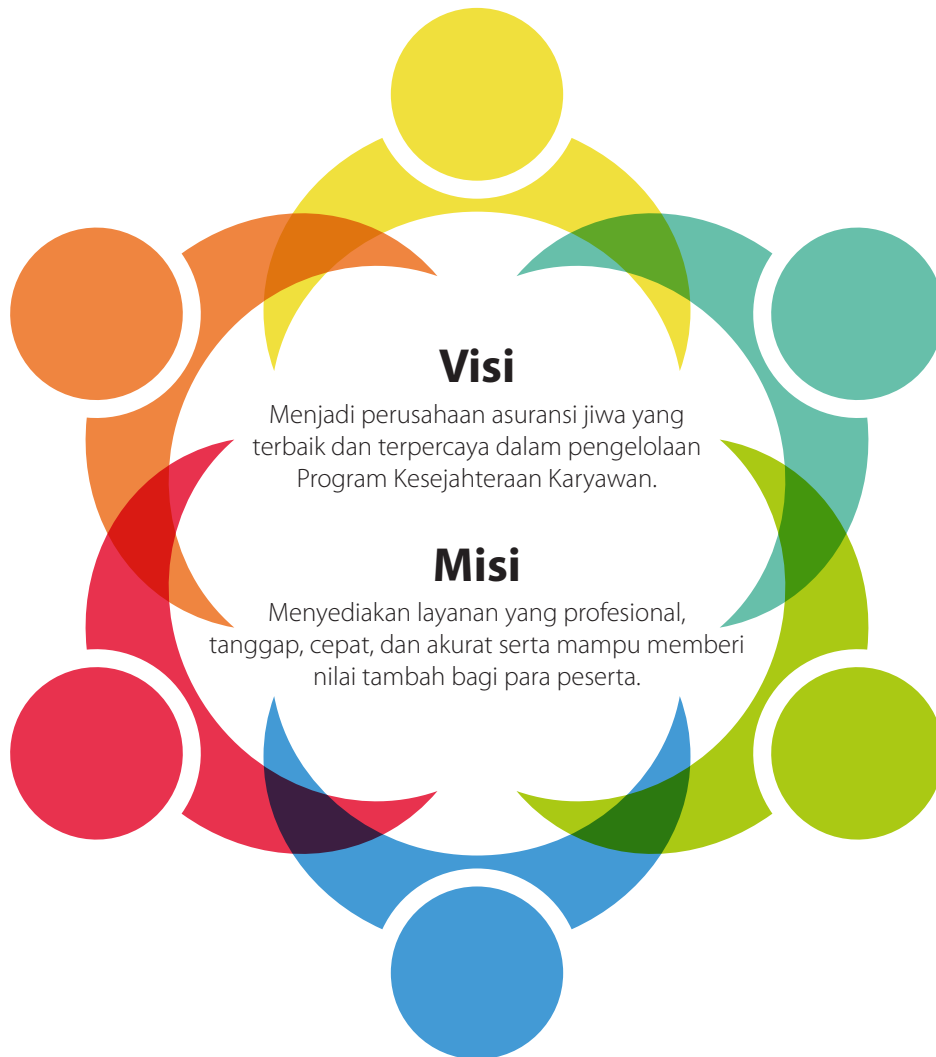 Visi
Menjadi perusahaan asuransi jiwa yang
terbaik dan terpercaya dalam pengelolaan
Program Kesejahteraan Karyawan.
Misi
Menyediakan layanan yang profesional,
tanggap, cepat, dan akurat serta mampu memberi
nilai tambah bagi para peserta.